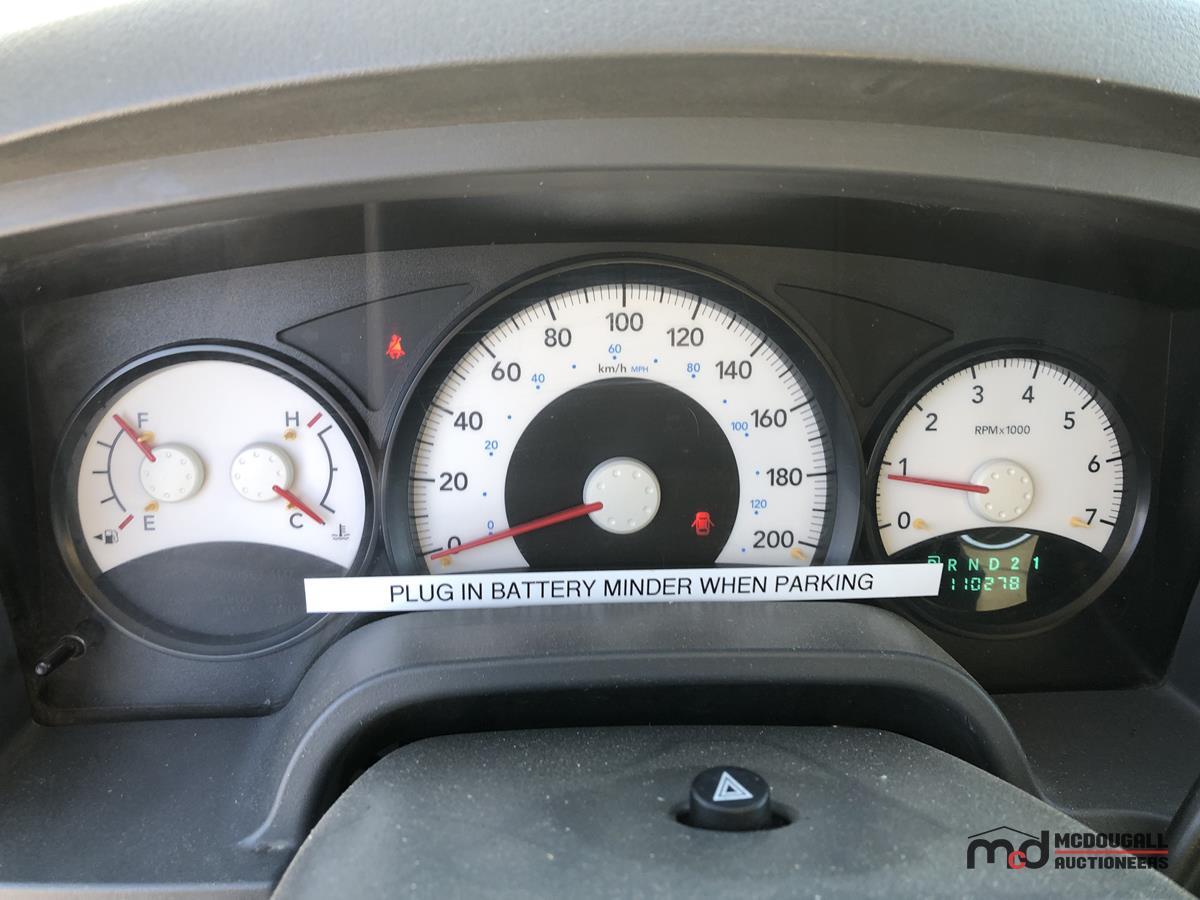 F
H
E
C
0
20
40
60
80
100
120
140
160
180
200
km/h MPH
0
20
40
60
80
100
120
RPMx1000
0
1
2
3
4
5
6
7
PLUG IN BATTERY MINDER WHEN PARKING
P R N D 2 1
110278
mcd MCDOUGALL
AUCTIONEERS